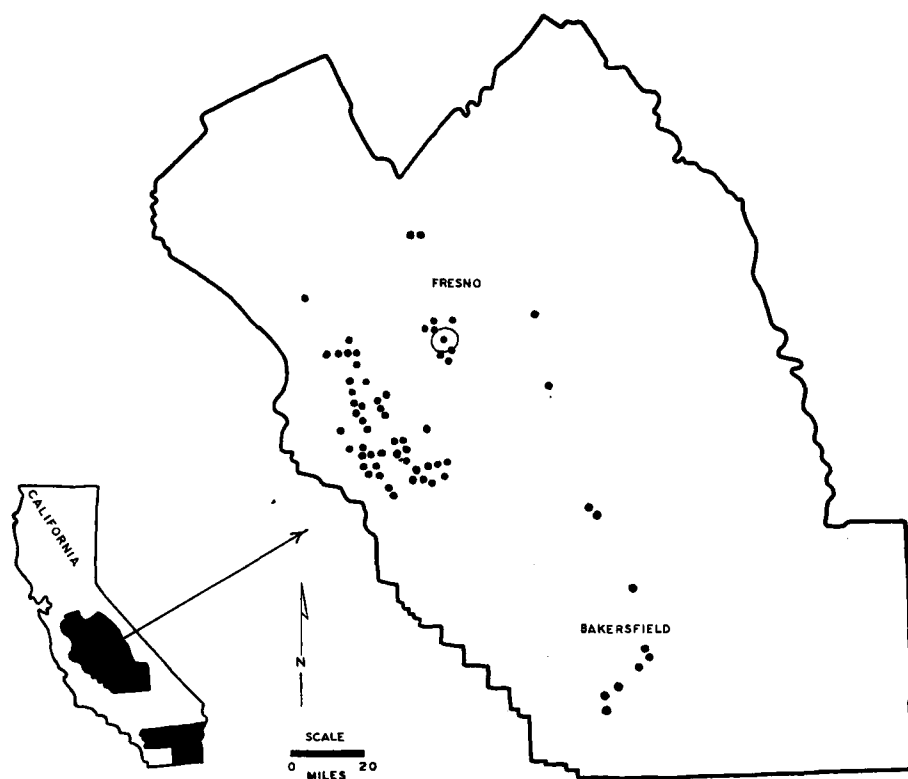 FRESNO
CALIFORNIA
BAKERSFIELD
N
SCALE
0 20
MILES